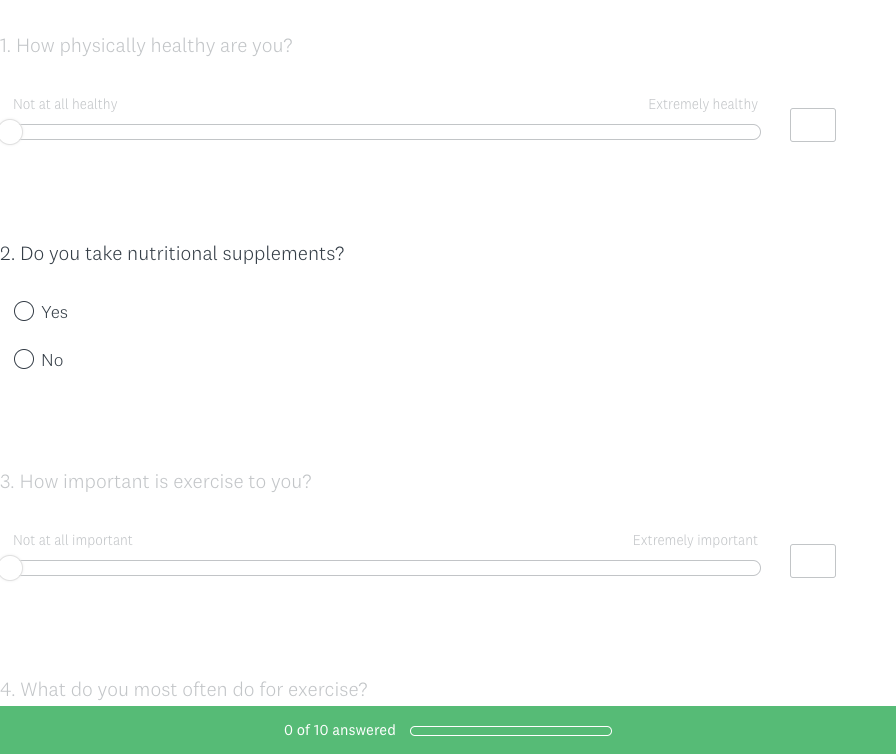 1. How physically healthy are you?
Not at all healthy
Extremely healthy
2. Do you take nutritional supplements?
Yes
No
3. How important is exercise to you?
Not at all important
Extremely important
4. What do you most often do for exercise?
0 of 10 answered